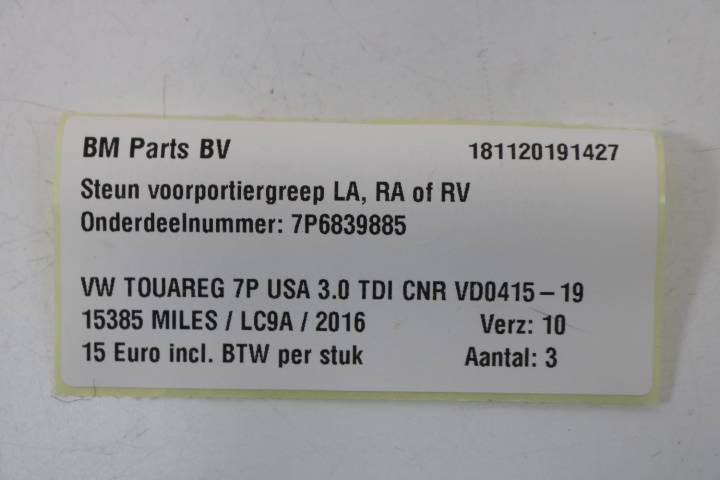 BM Parts BV 181120191427
Steun voorportiergreep LA, RA of RV
Onderdeelnummer: 7P6839885
VW TOUAREG 7P USA 3.0 TDI CNR VD0415-19
15385 MILES / LC9A / 2016 Verz: 10
15 Euro incl. BTW per stuk Aantal: 3